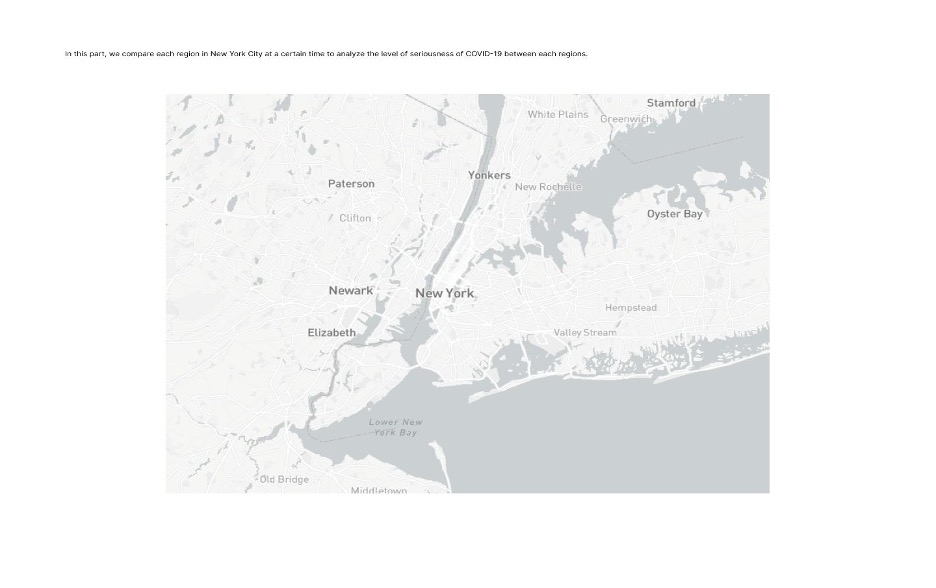 In this part, we compare each region in New York City at a certain time to analyze the level of seriousness of COVID-19 between each regions.
Stamford
White Plains
Greenwich
Yonkers
Paterson
New Rochelle
Oyster Bay
Clifton
Newark
New York
Hempstead
Elizabeth
Valley Stream
Lower New
York Bay
Old Bridge
Middletown